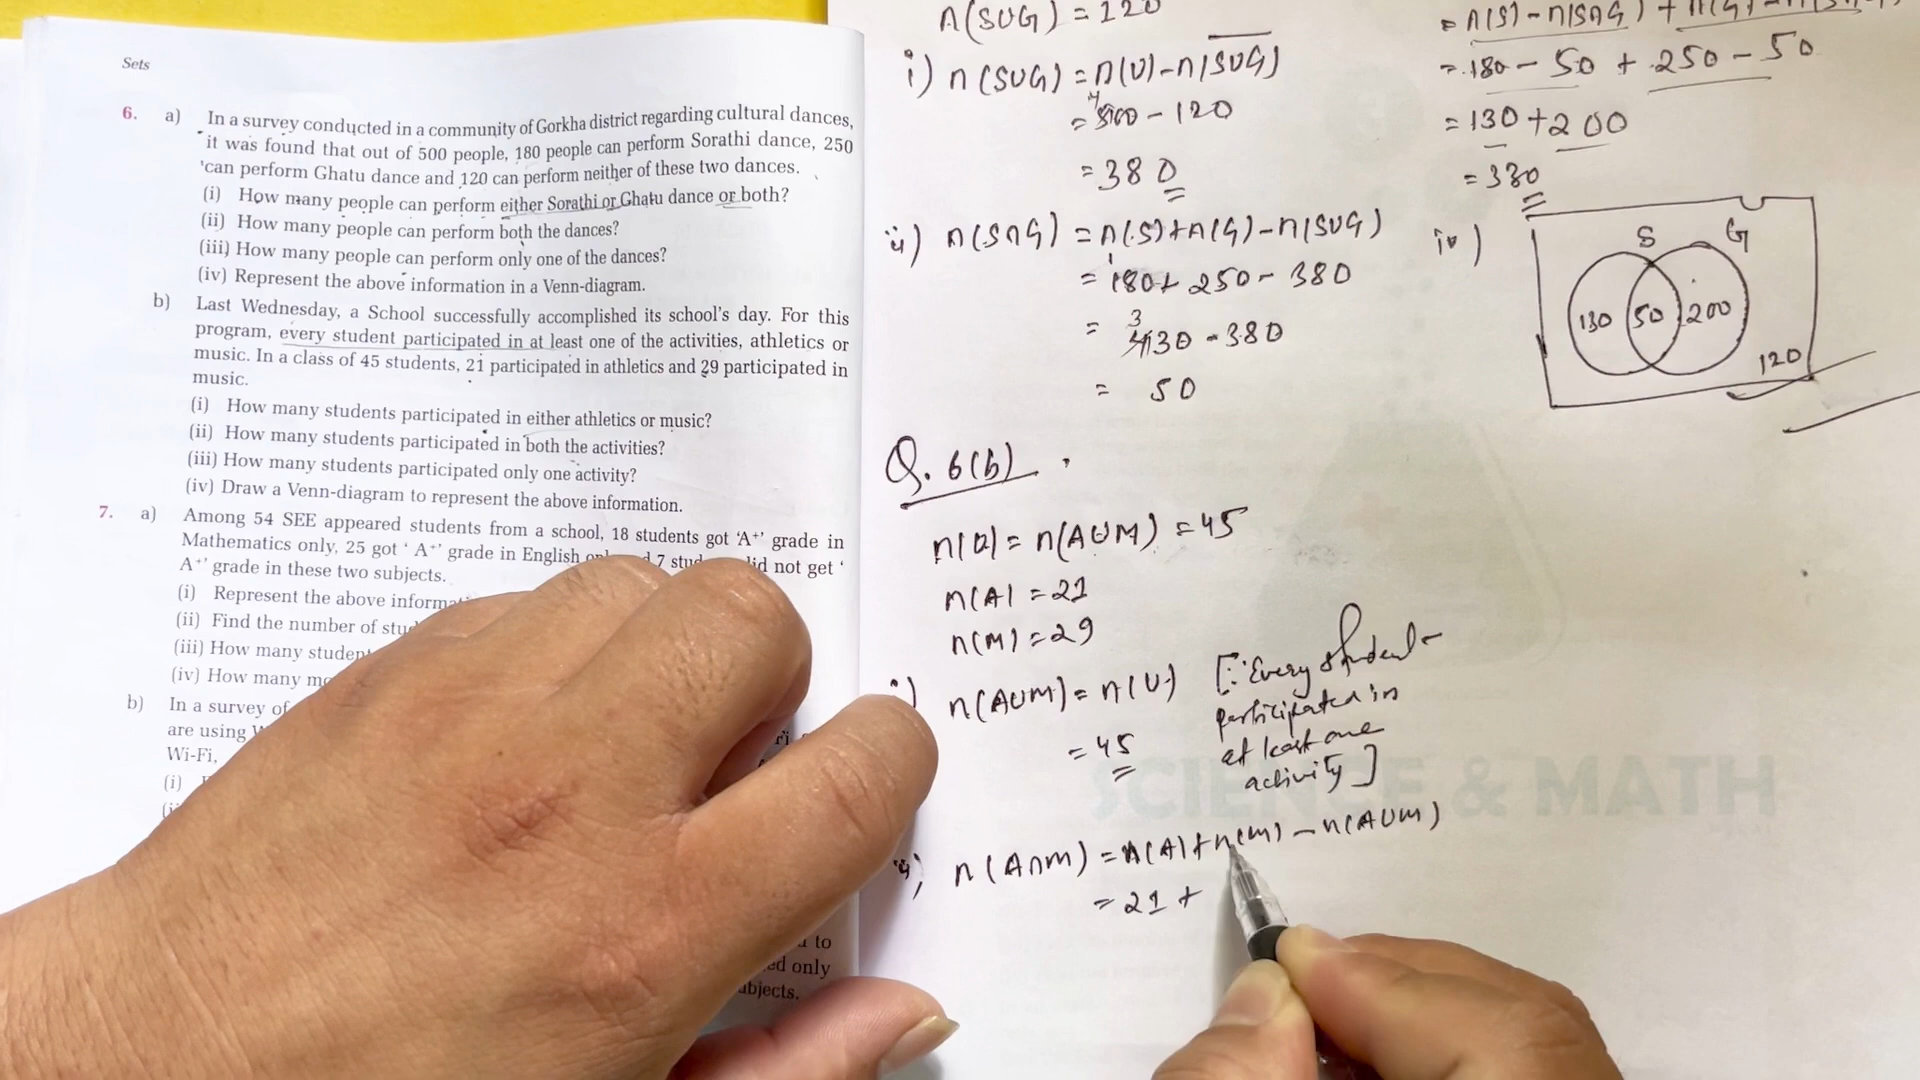 Sets
6. a) In a survey conducted in a community of Gorkha district regarding cultural dances,
it was found that out of 500 people, 180 people can perform Sorathi dance, 250
can perform Ghatu dance and 120 can perform neither of these two dances.
(i) How many people can perform either Sorathi or Ghatu dance or both?
(ii) How many people can perform both the dances?
(iii) How many people can perform only one of the dances?
(iv) Represent the above information in a Venn-diagram.
b) Last Wednesday, a School successfully accomplished its school's day. For this
program, every student participated in at least one of the activities, athletics or
music. In a class of 45 students, 21 participated in athletics and 29 participated in
music.
(i) How many students participated in either athletics or music?
(ii) How many students participated in both the activities?
(iii) How many students participated only one activity?
(iv) Draw a Venn-diagram to represent the above information.
7. a) Among 54 SEE appeared students from a school, 18 students got 'A⁺' grade in
Mathematics only, 25 got ' A⁺' grade in English 7 did not get '
A⁺' grade in these two subjects.
(i) Represent the above
(ii) Find the number of
(iii) How many
(iv) How many
b) In a survey of
are using
Wi-Fi,
(i)
to
only
n(S∪G) = 120
i) n(S∪G) = n(U) - n(S∪G)
= 500 - 120
= 380
ii) n(S∩G) = n(S) + n(G) - n(S∪G)
= 180 + 250 - 380
= 430 - 380
= 50
= n(S) - n(S∩G) +
= 180 - 50 + 250 - 50
= 130 + 200
= 330
iv)
S G
130 50 200
120
Q. 6(b)
n(U) = n(A∪M) = 45
n(A) = 21
n(M) = 29
i) n(A∪M) = n(U) [∵ Every student
participated in
at least one
activity]
= 45
ii) n(A∩M) = n(A) + n(M) - n(A∪M)
= 21 +
SCIENCE & MATH